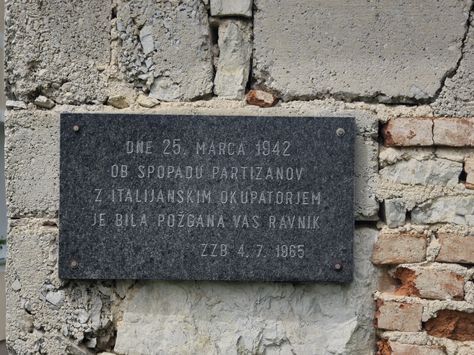 DNE 25. MARCA 1942
OB SPOPADU PARTIZANOV
Z ITALIJANSKIM OKUPATORJEM
JE BILA POŽGANA VAS RAVNIK
ZZB 4. 7. 1965.